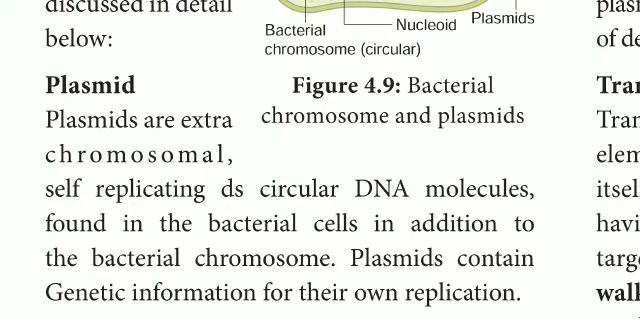 discussed in detail
below:
Bacterial
chromosome (circular)
Nucleoid
Plasmids
Figure 4.9: Bacterial
chromosome and plasmids
Plasmid
Plasmids are extra
chromosomal,
self replicating ds circular DNA molecules,
found in the bacterial cells in addition to
the bacterial chromosome. Plasmids contain
Genetic information for their own replication.
of de
Tran
elem
itsel
havi
targe
wall